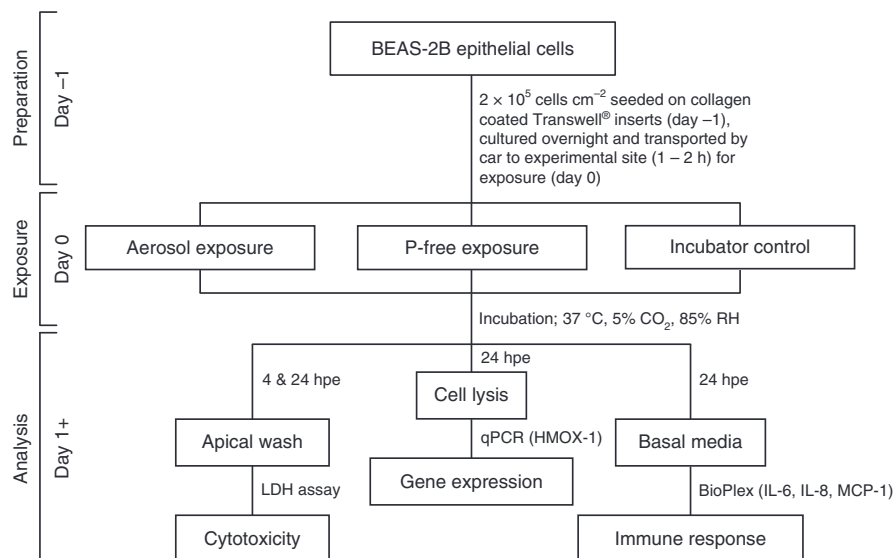 Preparation
Day −1
BEAS-2B epithelial cells
2 × 10⁵ cells cm⁻² seeded on collagen
coated Transwell® inserts (day −1),
cultured overnight and transported by
car to experimental site (1 – 2 h) for
exposure (day 0)
Exposure
Day 0
Aerosol exposure
P-free exposure
Incubator control
Incubation; 37 °C, 5% CO₂, 85% RH
Analysis
Day 1+
4 & 24 hpe
24 hpe
24 hpe
Cell lysis
Apical wash
qPCR (HMOX-1)
Basal media
LDH assay
Gene expression
BioPlex (IL-6, IL-8, MCP-1)
Cytotoxicity
Immune response